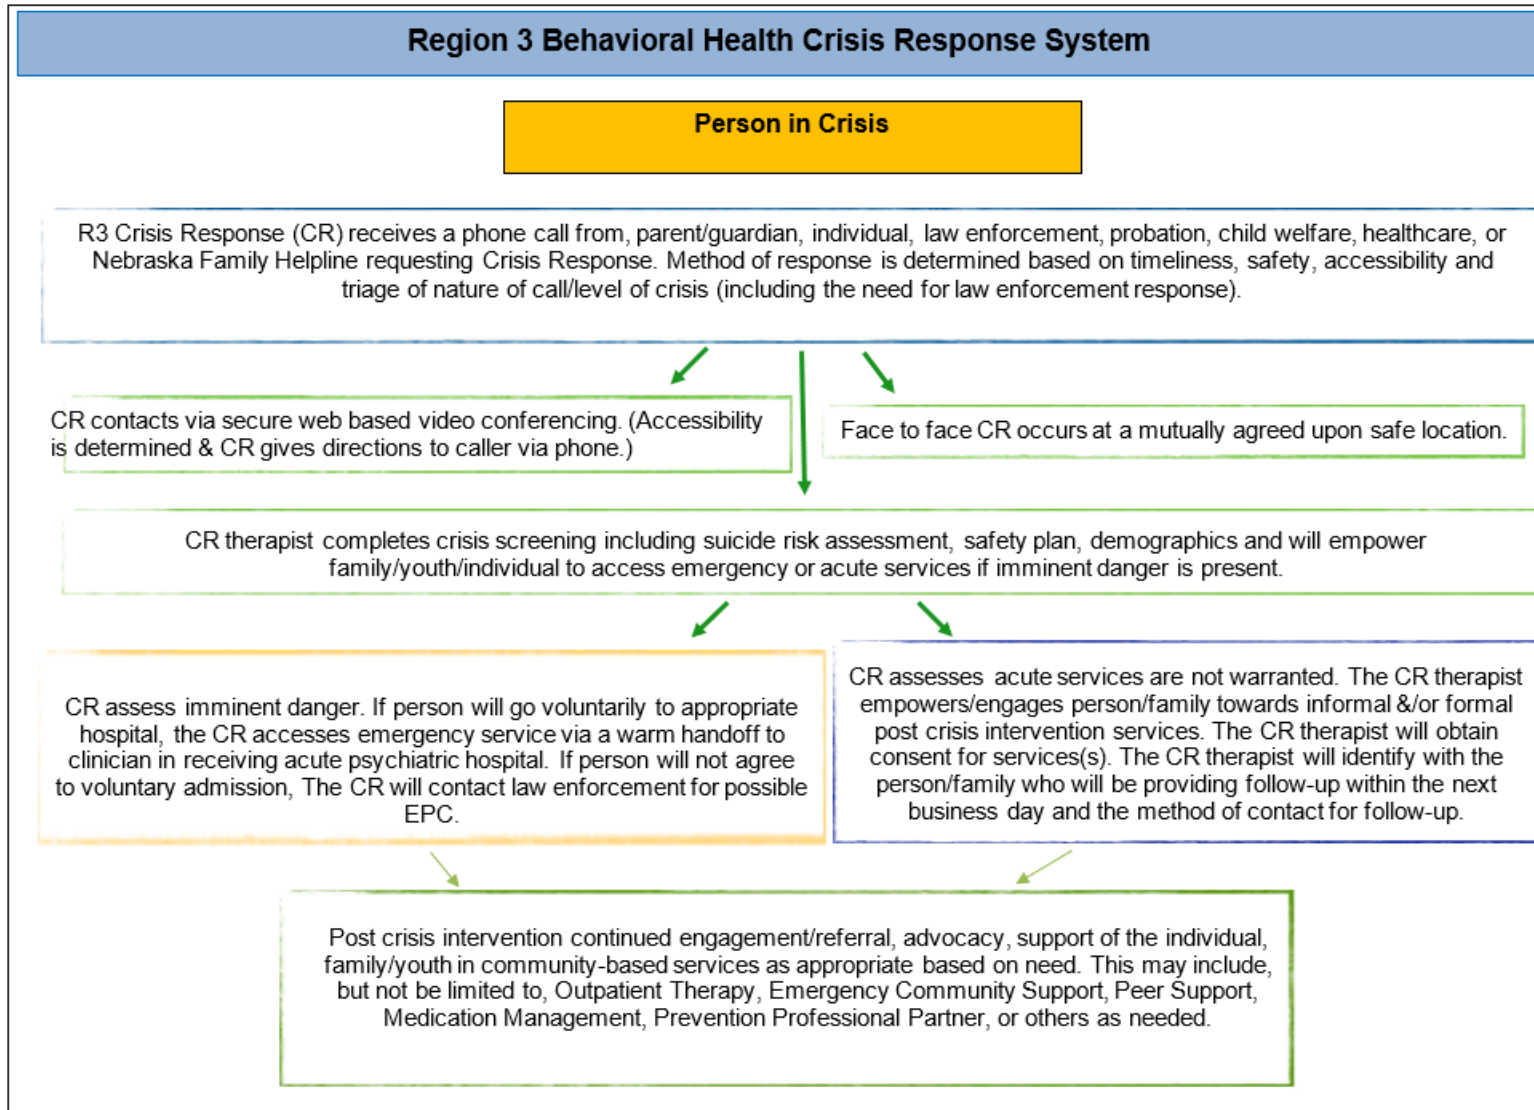 Region 3 Behavioral Health Crisis Response System
Person in Crisis
R3 Crisis Response (CR) receives a phone call from, parent/guardian, individual, law enforcement, probation, child welfare, healthcare, or
Nebraska Family Helpline requesting Crisis Response. Method of response is determined based on timeliness, safety, accessibility and
triage of nature of call/level of crisis (including the need for law enforcement response).
CR contacts via secure web based video conferencing. (Accessibility
is determined & CR gives directions to caller via phone.)
Face to face CR occurs at a mutually agreed upon safe location.
CR therapist completes crisis screening including suicide risk assessment, safety plan, demographics and will empower
family/youth/individual to access emergency or acute services if imminent danger is present.
CR assess imminent danger. If person will go voluntarily to appropriate
hospital, the CR accesses emergency service via a warm handoff to
clinician in receiving acute psychiatric hospital. If person will not agree
to voluntary admission, The CR will contact law enforcement for possible
EPC.
CR assesses acute services are not warranted. The CR therapist
empowers/engages person/family towards informal &/or formal
post crisis intervention services. The CR therapist will obtain
consent for services(s). The CR therapist will identify with the
person/family who will be providing follow-up within the next
business day and the method of contact for follow-up.
Post crisis intervention continued engagement/referral, advocacy, support of the individual,
family/youth in community-based services as appropriate based on need. This may include,
but not be limited to, Outpatient Therapy, Emergency Community Support, Peer Support,
Medication Management, Prevention Professional Partner, or others as needed.